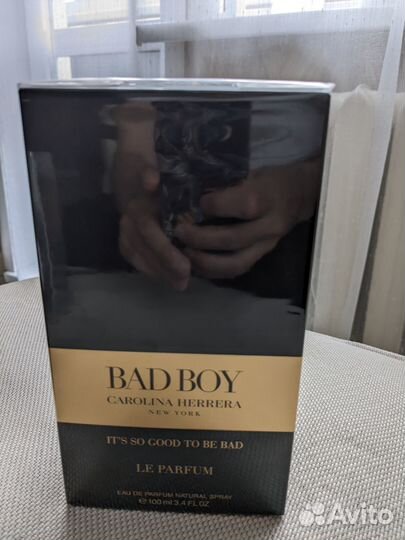 BAD BOY
CAROLINA HERRERA
NEW YORK
IT'S SO GOOD TO BE BAD
LE PARFUM
EAU DE PARFUM NATURAL SPRAY
℮ 100 ml 3.4 FL OZ
Avito